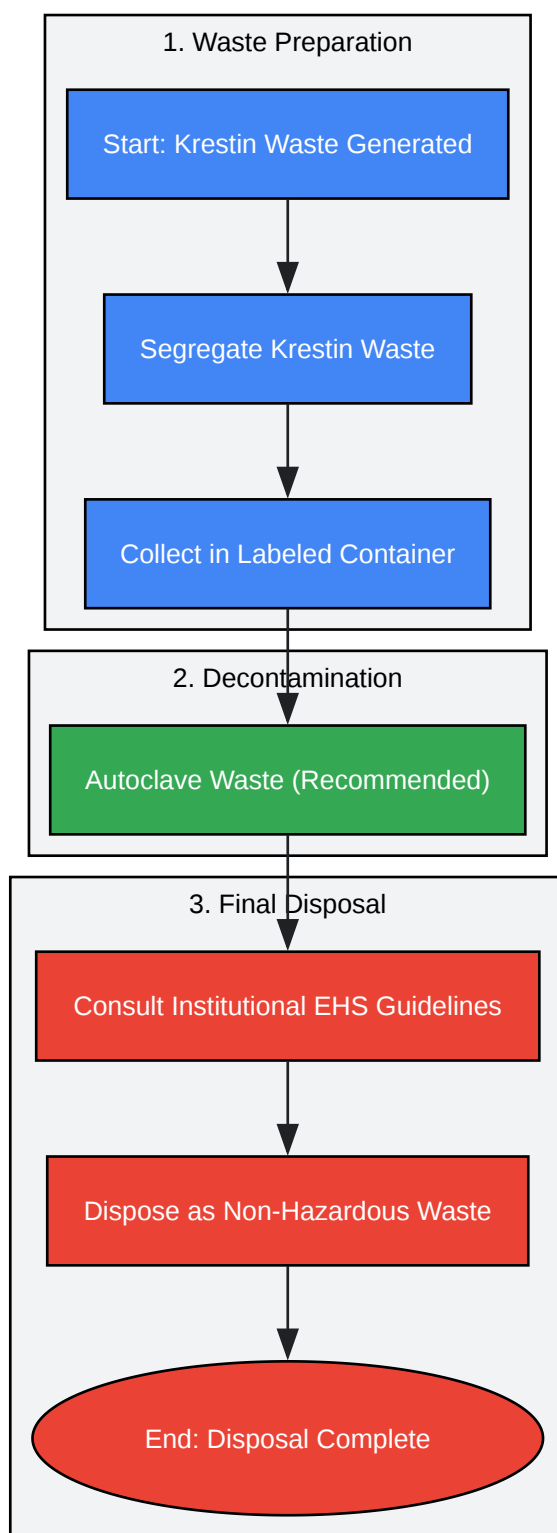 1. Waste Preparation
Start: Krestin Waste Generated
Segregate Krestin Waste
Collect in Labeled Container
2. Decontamination
Autoclave Waste (Recommended)
3. Final Disposal
Consult Institutional EHS Guidelines
Dispose as Non-Hazardous Waste
End: Disposal Complete